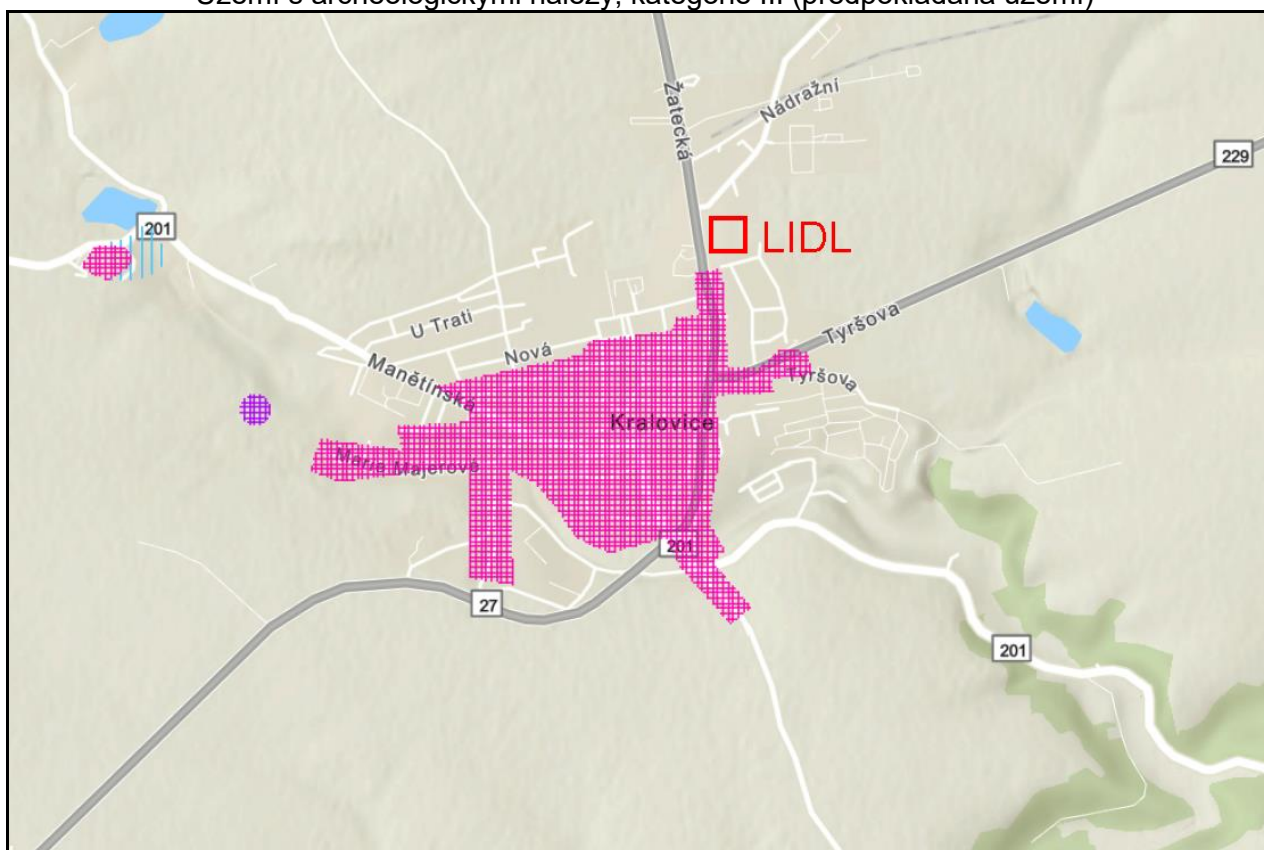 Území s archeologickými nálezy, kategorie III (předpokládaná území)
Žatecká
Nádražní
229
201
LIDL
U Trati
Tyršova
Nová
Manětínská
Tyršova
Kralovice
Marie Majerové
201
27
201